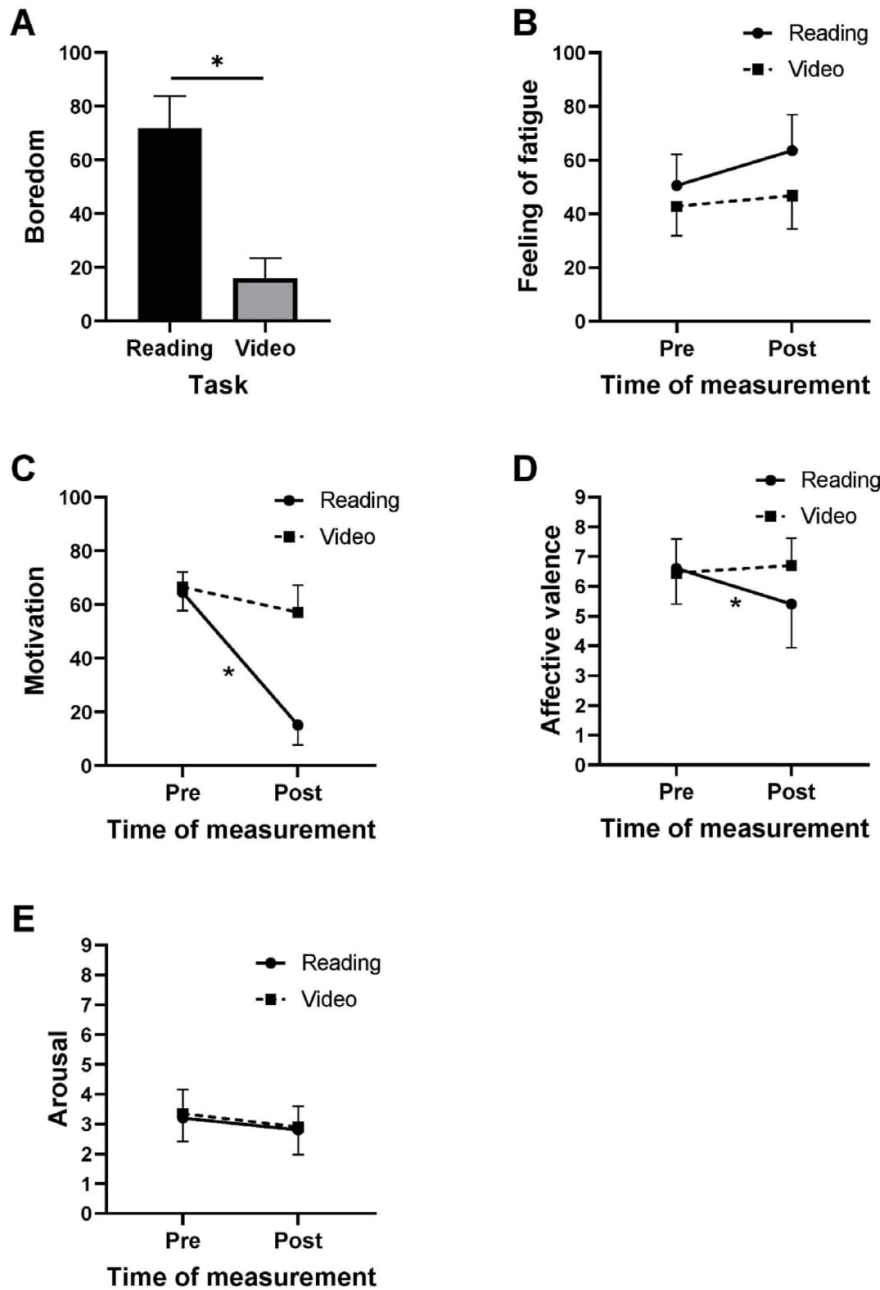 A
100
80
60
40
20
0
Boredom
*
Reading Video
Task
B
100
80
60
40
20
0
Feeling of fatigue
Reading
Video
Pre Post
Time of measurement
C
100
80
60
40
20
0
Motivation
Reading
Video
*
Pre Post
Time of measurement
D
9
8
7
6
5
4
3
2
1
0
Affective valence
Reading
Video
*
Pre Post
Time of measurement
E
9
8
7
6
5
4
3
2
1
0
Arousal
Reading
Video
Pre Post
Time of measurement